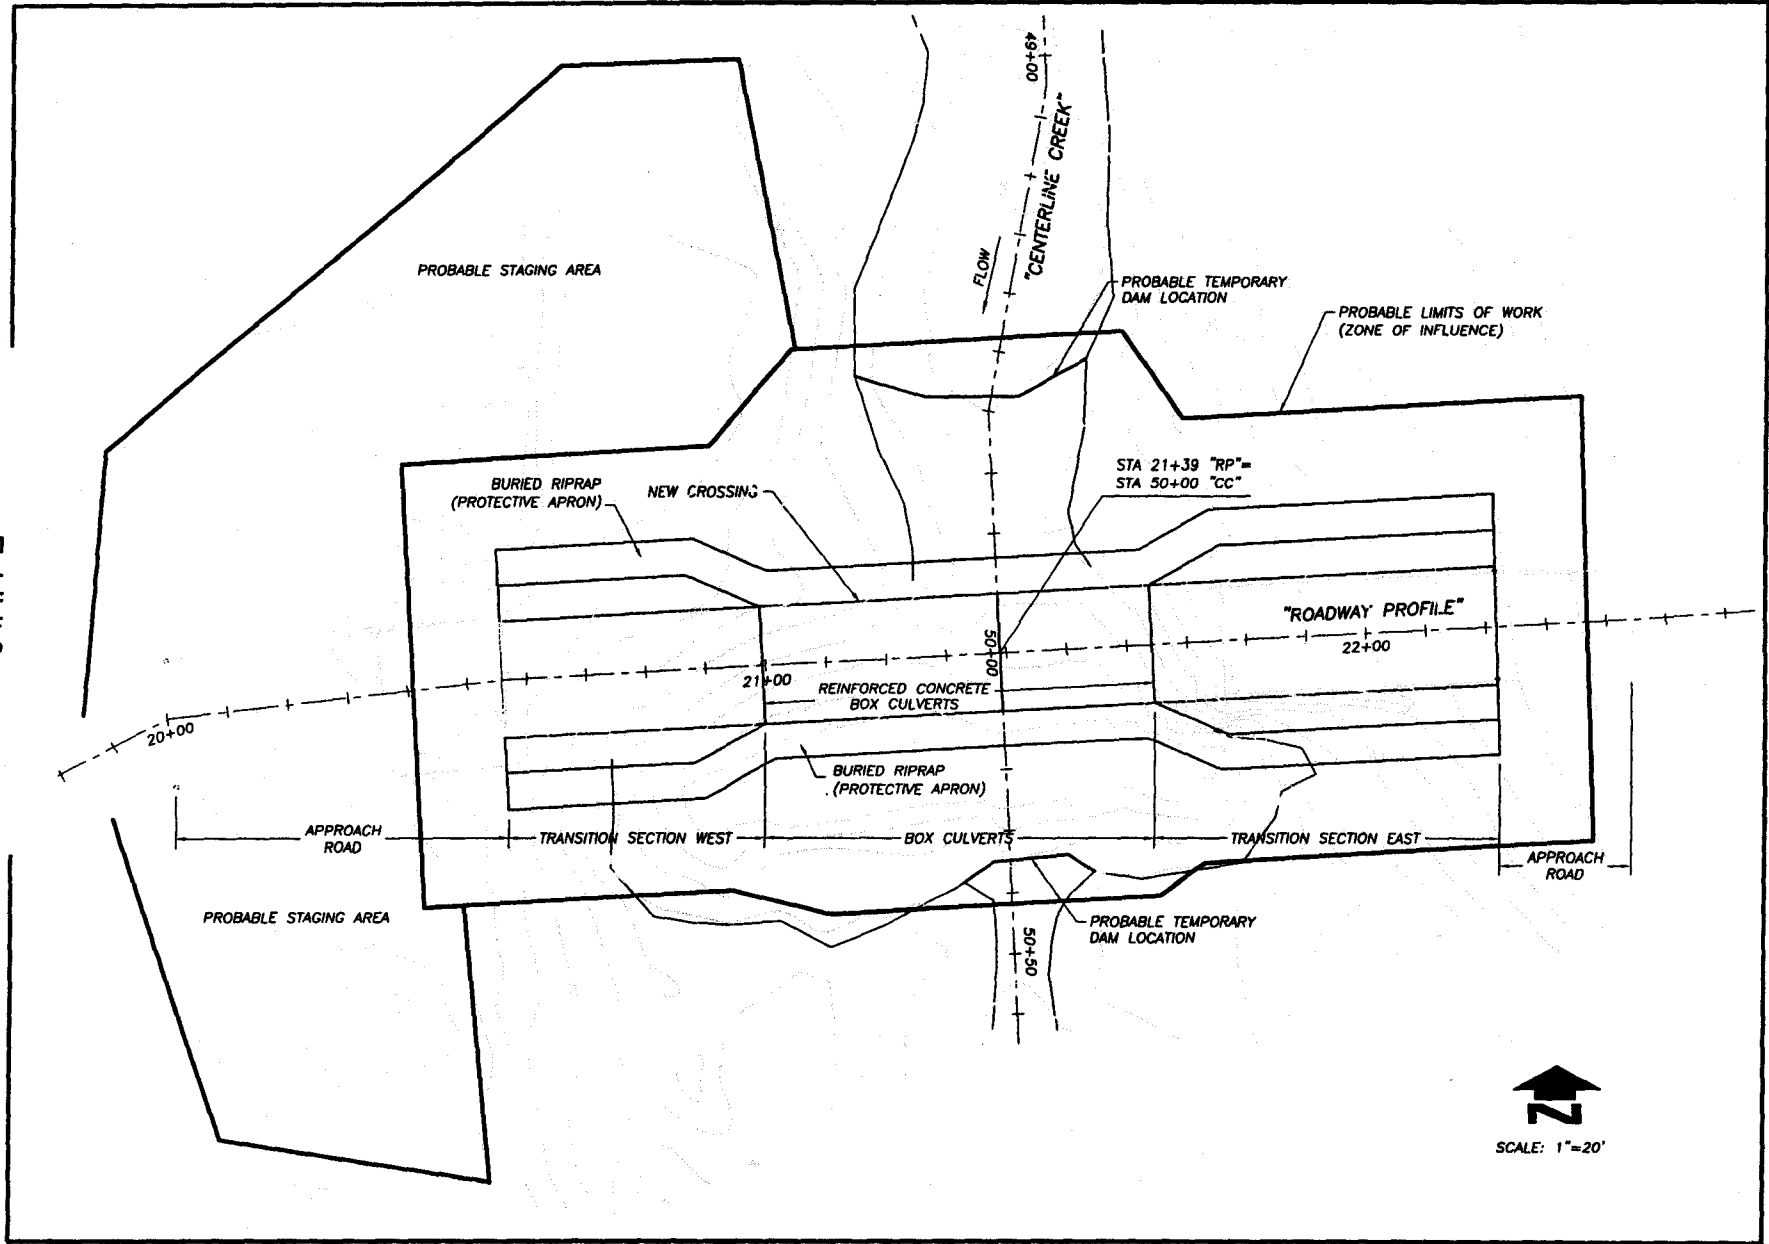 49+00
"CENTERLINE CREEK"
FLOW
PROBABLE STAGING AREA
PROBABLE TEMPORARY
DAM LOCATION
PROBABLE LIMITS OF WORK
(ZONE OF INFLUENCE)
STA 21+39 "RP"=
STA 50+00 "CC"
BURIED RIPRAP
(PROTECTIVE APRON)
NEW CROSSING
"ROADWAY PROFILE"
22+00
50+00
21+00
REINFORCED CONCRETE
BOX CULVERTS
20+00
BURIED RIPRAP
(PROTECTIVE APRON)
APPROACH
ROAD
TRANSITION SECTION WEST
BOX CULVERTS
TRANSITION SECTION EAST
APPROACH
ROAD
PROBABLE STAGING AREA
PROBABLE TEMPORARY
DAM LOCATION
50+50
N
SCALE: 1"=20'